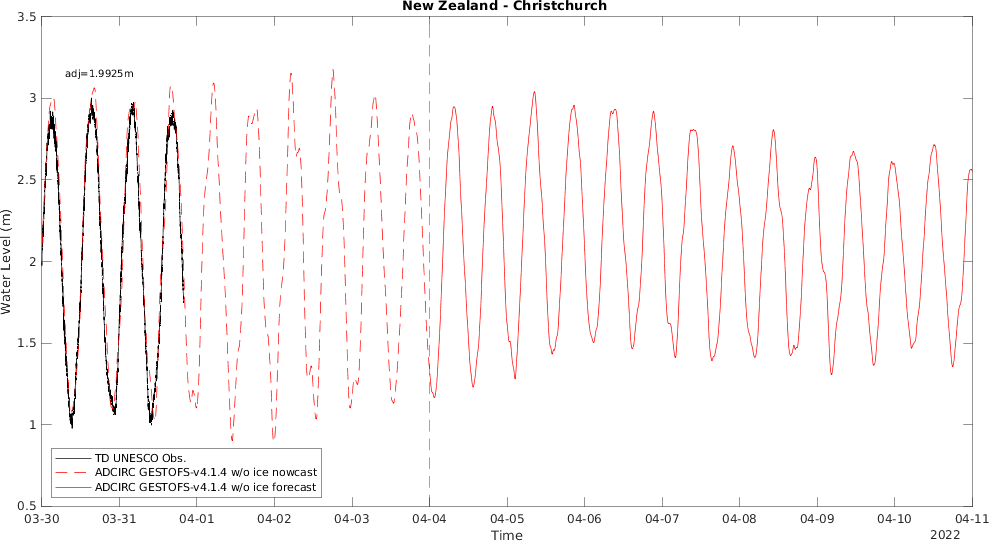 New Zealand - Christchurch
3.5
adj=1.9925m
3
2.5
2
1.5
1
0.5
Water Level (m)
TD UNESCO Obs.
ADCIRC GESTOFS-v4.1.4 w/o ice nowcast
ADCIRC GESTOFS-v4.1.4 w/o ice forecast
03-30 03-31 04-01 04-02 04-03 04-04 04-05 04-06 04-07 04-08 04-09 04-10 04-11
Time
2022